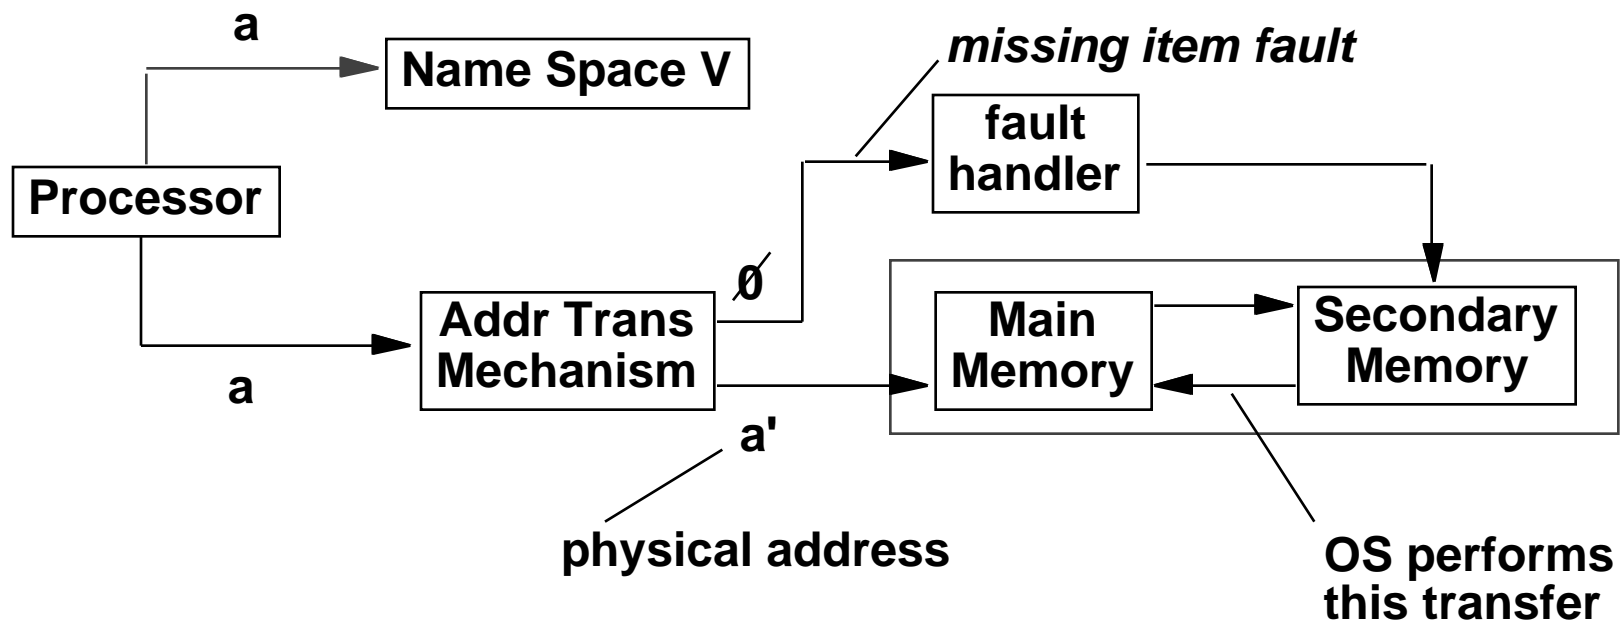 a
Name Space V
missing item fault
fault
handler
Processor
0
Addr Trans
Mechanism
Main
Memory
Secondary
Memory
a
a'
physical address
OS performs
this transfer